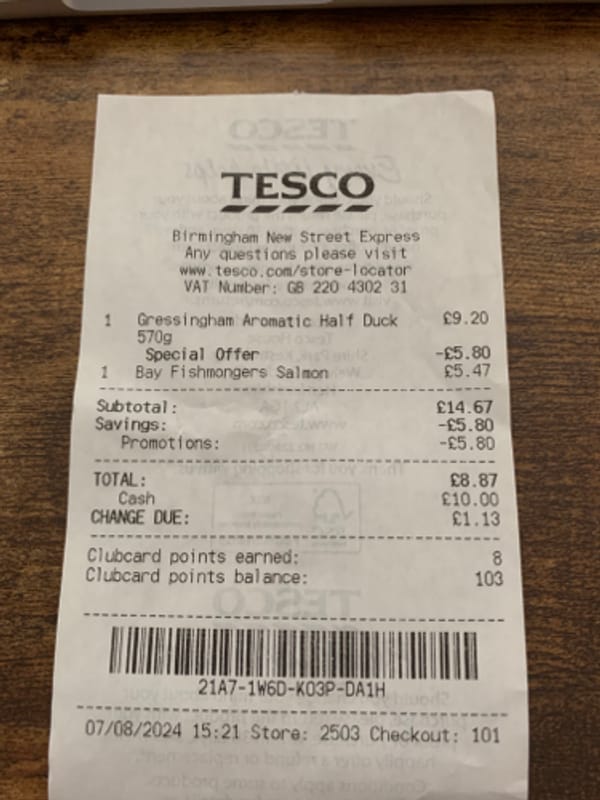 TESCO
Birmingham New Street Express
Any questions please visit
www.tesco.com/store-locator
VAT Number: GB 220 4302 31
1 Gressingham Aromatic Half Duck £9.20
570g
Special Offer -£5.80
1 Bay Fishmongers Salmon £5.47
Subtotal: £14.67
Savings: -£5.80
Promotions: -£5.80
TOTAL: £8.87
Cash £10.00
CHANGE DUE: £1.13
Clubcard points earned: 8
Clubcard points balance: 103
21A7-1W6D-K03P-DA1H
07/08/2024 15:21 Store: 2503 Checkout: 101